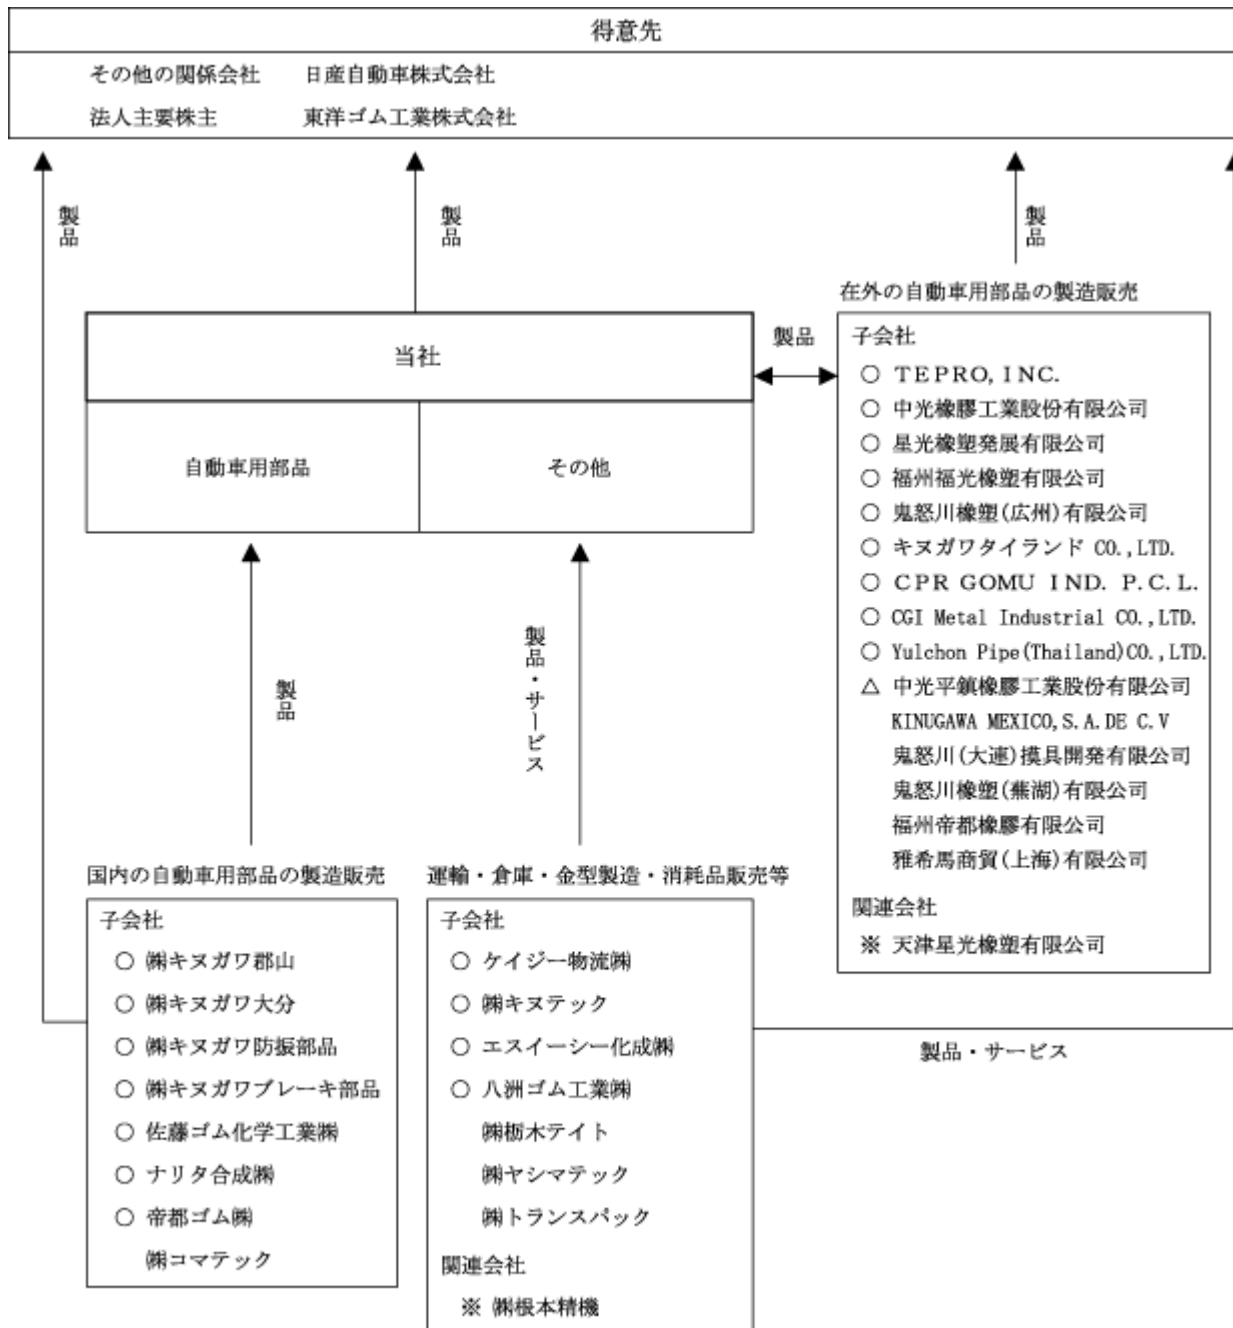 得意先
その他の関係会社 日産自動車株式会社
法人主要株主 東洋ゴム工業株式会社
製品
製品
製品
当社
自動車用部品
その他
製品
在外の自動車用部品の製造販売
子会社
○ TEPRO, INC.
○ 中光橡膠工業股份有限公司
○ 星光橡塑発展有限公司
○ 福州福光橡塑有限公司
○ 鬼怒川橡塑(広州)有限公司
○ キヌガワタイランド CO.,LTD.
○ CPR GOMU IND. P.C.L.
○ CGI Metal Industrial CO.,LTD.
○ Yulchon Pipe(Thailand)CO.,LTD.
△ 中光平鎮橡膠工業股份有限公司
KINUGAWA MEXICO,S.A.DE C.V
鬼怒川(大連)摸具開発有限公司
鬼怒川橡塑(蕪湖)有限公司
福州帝都橡膠有限公司
雅希馬商貿(上海)有限公司
関連会社
※ 天津星光橡塑有限公司
製品
製品・サービス
国内の自動車用部品の製造販売
子会社
○ ㈱キヌガワ郡山
○ ㈱キヌガワ大分
○ ㈱キヌガワ防振部品
○ ㈱キヌガワブレーキ部品
○ 佐藤ゴム化学工業㈱
○ ナリタ合成㈱
○ 帝都ゴム㈱
㈱コマテック
運輸・倉庫・金型製造・消耗品販売等
子会社
○ ケイジー物流㈱
○ ㈱キヌテック
○ エスイーシー化成㈱
○ 八洲ゴム工業㈱
㈱栃木テイト
㈱ヤシマテック
㈱トランスパック
関連会社
※ ㈱根本精機
製品・サービス